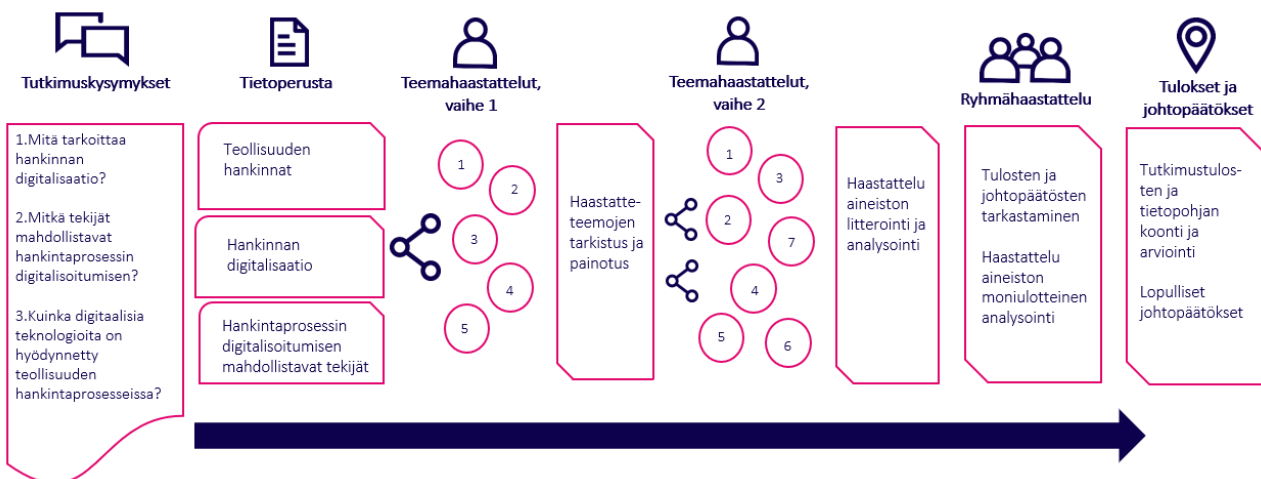 Tutkimuskysymykset
1.Mitä tarkoittaa
hankinnan
digitalisaatio?
2.Mitkä tekijät
mahdollistavat
hankintaprosessin
digitalisoitumisen?
3.Kuinka digitaalisia
teknologioita on
hyödynnetty
teollisuuden
hankintaprosesseissa?
Tietoperusta
Teollisuuden
hankinnat
Hankinnan
digitalisaatio
Hankintaprosessin
digitalisoitumisen
mahdollistavat tekijät
Teemahaastattelut,
vaihe 1
1
2
3
4
5
Haastatte-
teemojen
tarkistus ja
painotus
Teemahaastattelut,
vaihe 2
1
3
2
7
4
5
6
Haastattelu
aineiston
litterointi ja
analysointi
Ryhmähaastattelu
Tulosten ja
johtopäätösten
tarkastaminen
Haastattelu
aineiston
moniulotteinen
analysointi
Tulokset ja
johtopäätökset
Tutkimustulos-
ten ja
tietopohjan
koonti ja
arviointi
Lopulliset
johtopäätökset